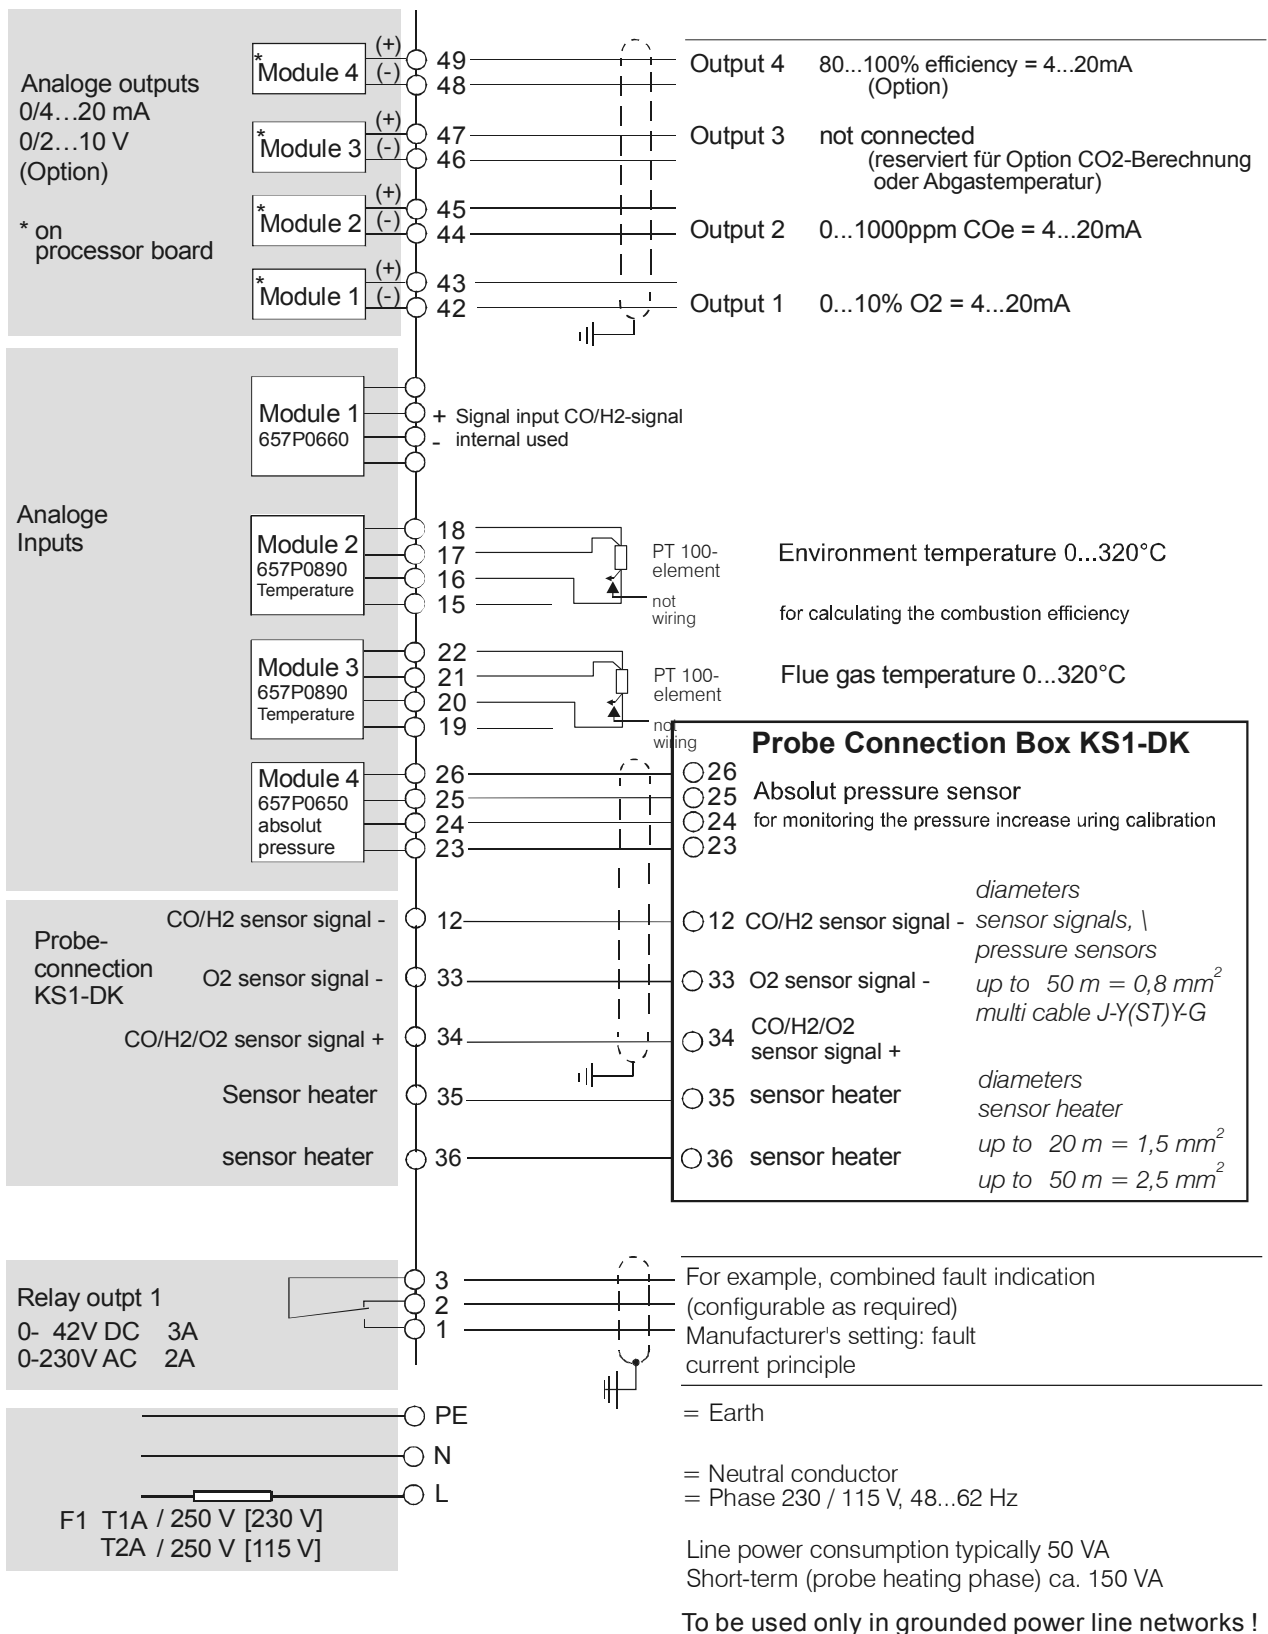 Analoge outputs
0/4...20 mA
0/2...10 V
(Option)
* on
processor board
* Module 4 (+) 49
(-) 48
Output 4 80...100% efficiency = 4...20mA
(Option)
* Module 3 (+) 47
(-) 46
Output 3 not connected
(reserviert für Option CO2-Berechnung
oder Abgastemperatur)
* Module 2 (+) 45
(-) 44
Output 2 0...1000ppm COe = 4...20mA
* Module 1 (+) 43
(-) 42
Output 1 0...10% O2 = 4...20mA
Analoge
Inputs
Module 1
657P0660
+ Signal input CO/H2-signal
- internal used
Module 2
657P0890
Temperature
18
17
16
15
PT 100-
element
not
wiring
Environment temperature 0...320°C
for calculating the combustion efficiency
Module 3
657P0890
Temperature
22
21
20
19
PT 100-
element
not
wiring
Flue gas temperature 0...320°C
Module 4
657P0650
absolut
pressure
26
25
24
23
Probe Connection Box KS1-DK
26
25 Absolut pressure sensor
24 for monitoring the pressure increase uring calibration
23
Probe-
connection
KS1-DK
CO/H2 sensor signal - 12
O2 sensor signal - 33
CO/H2/O2 sensor signal + 34
Sensor heater 35
sensor heater 36
12 CO/H2 sensor signal -
33 O2 sensor signal -
34 CO/H2/O2
sensor signal +
35 sensor heater
36 sensor heater
diameters
sensor signals, \
pressure sensors
up to 50 m = 0,8 mm²
multi cable J-Y(ST)Y-G
diameters
sensor heater
up to 20 m = 1,5 mm²
up to 50 m = 2,5 mm²
Relay outpt 1
0- 42V DC 3A
0-230V AC 2A
3
2
1
For example, combined fault indication
(configurable as required)
Manufacturer's setting: fault
current principle
PE
= Earth
N
= Neutral conductor
L
= Phase 230 / 115 V, 48...62 Hz
F1 T1A / 250 V [230 V]
T2A / 250 V [115 V]
Line power consumption typically 50 VA
Short-term (probe heating phase) ca. 150 VA
To be used only in grounded power line networks !